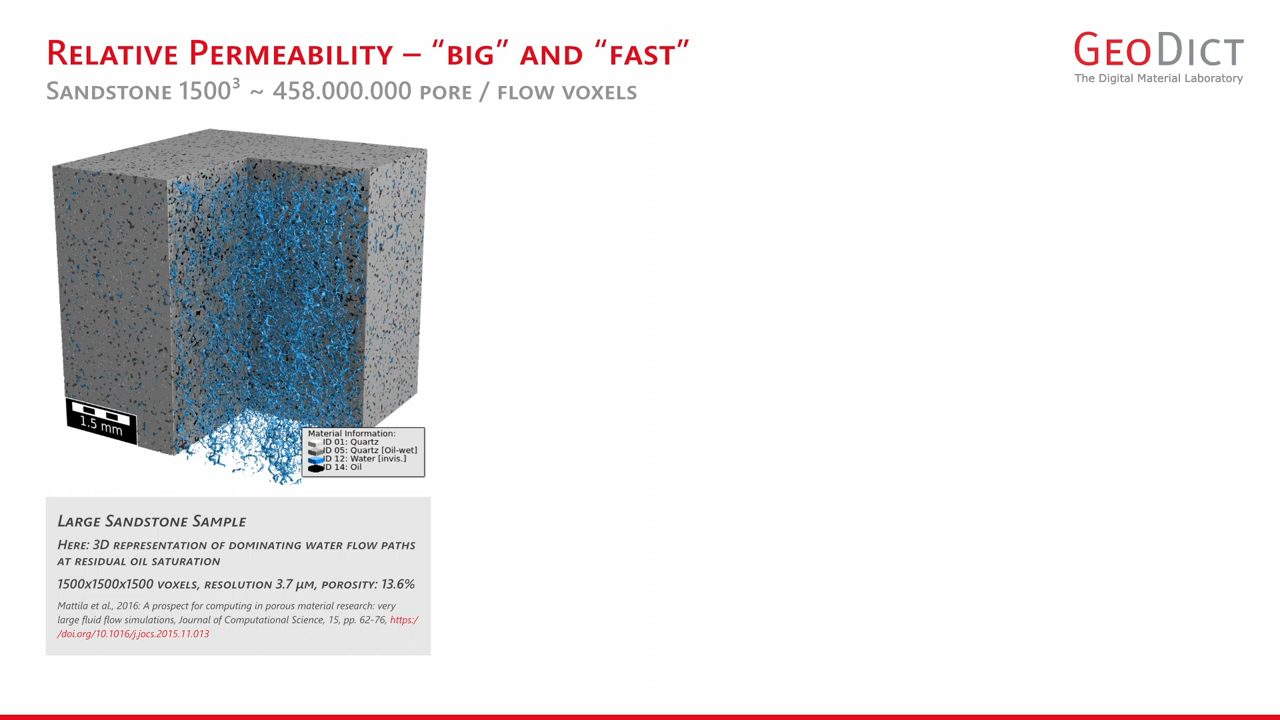 Relative Permeability – “big” and “fast”
Sandstone 1500³ ~ 458.000.000 pore / flow voxels
GeoDict
The Digital Material Laboratory
1.5 mm
Material Information:
ID 01: Quartz
ID 05: Quartz [Oil-wet]
ID 12: Water [invis.]
ID 14: Oil
Large Sandstone Sample
Here: 3D representation of dominating water flow paths
at residual oil saturation
1500x1500x1500 voxels, resolution 3.7 µm, porosity: 13.6%
Mattila et al., 2016: A prospect for computing in porous material research: very
large fluid flow simulations, Journal of Computational Science, 15, pp. 62-76, https:/
/doi.org/10.1016/j.jocs.2015.11.013